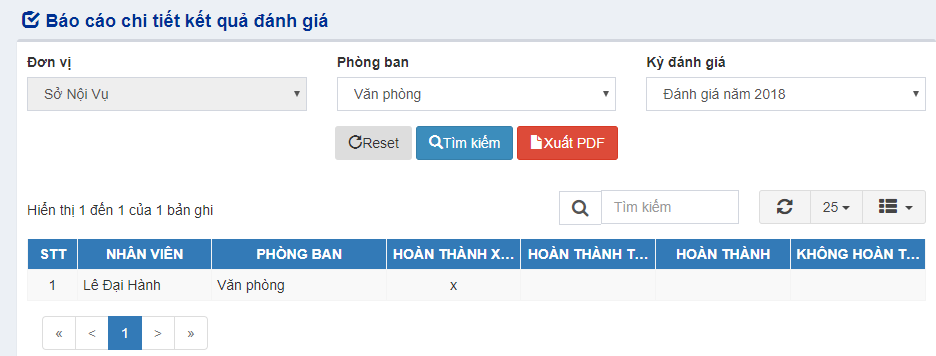 Báo cáo chi tiết kết quả đánh giá
Đơn vị Phòng ban Kỳ đánh giá
Sở Nội Vụ Văn phòng Đánh giá năm 2018
Reset Tìm kiếm Xuất PDF
Hiển thị 1 đến 1 của 1 bản ghi Tìm kiếm 25
STT NHÂN VIÊN PHÒNG BAN HOÀN THÀNH X... HOÀN THÀNH T... HOÀN THÀNH KHÔNG HOÀN T...
1 Lê Đại Hành Văn phòng x
« < 1 > »